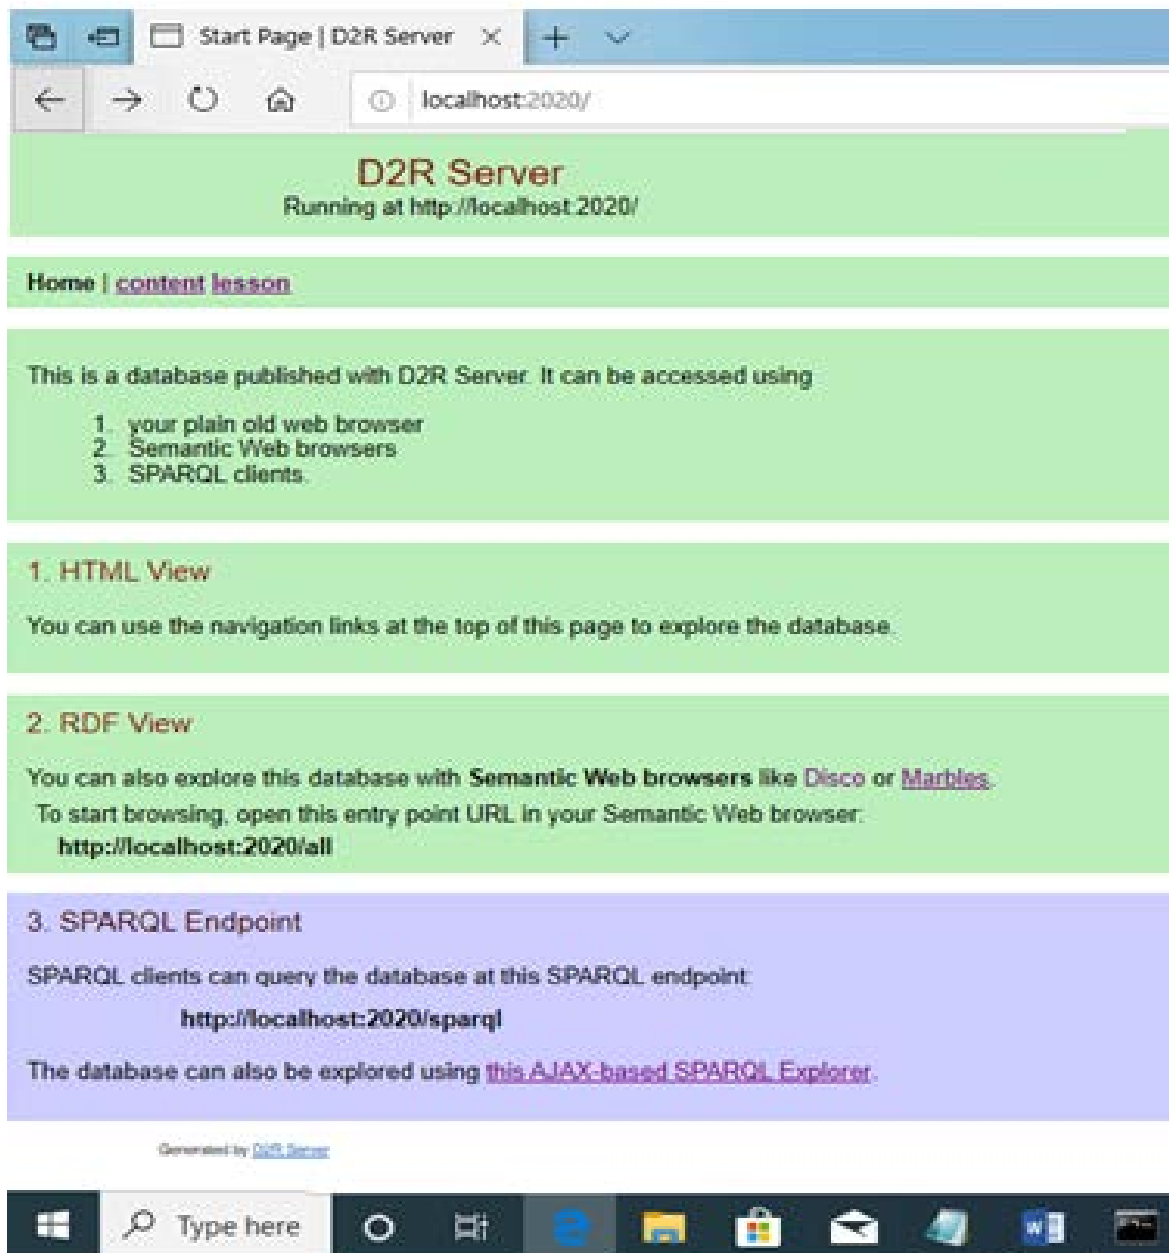 Start Page | D2R Server
localhost:2020/
D2R Server
Running at http://localhost:2020/
Home | content lesson
This is a database published with D2R Server. It can be accessed using
1. your plain old web browser
2. Semantic Web browsers
3. SPARQL clients.
1. HTML View
You can use the navigation links at the top of this page to explore the database.
2. RDF View
You can also explore this database with Semantic Web browsers like Disco or Marbles.
To start browsing, open this entry point URL in your Semantic Web browser:
http://localhost:2020/all
3. SPARQL Endpoint
SPARQL clients can query the database at this SPARQL endpoint:
http://localhost:2020/sparql
The database can also be explored using this AJAX-based SPARQL Explorer.
Generated by D2R Server
Type here